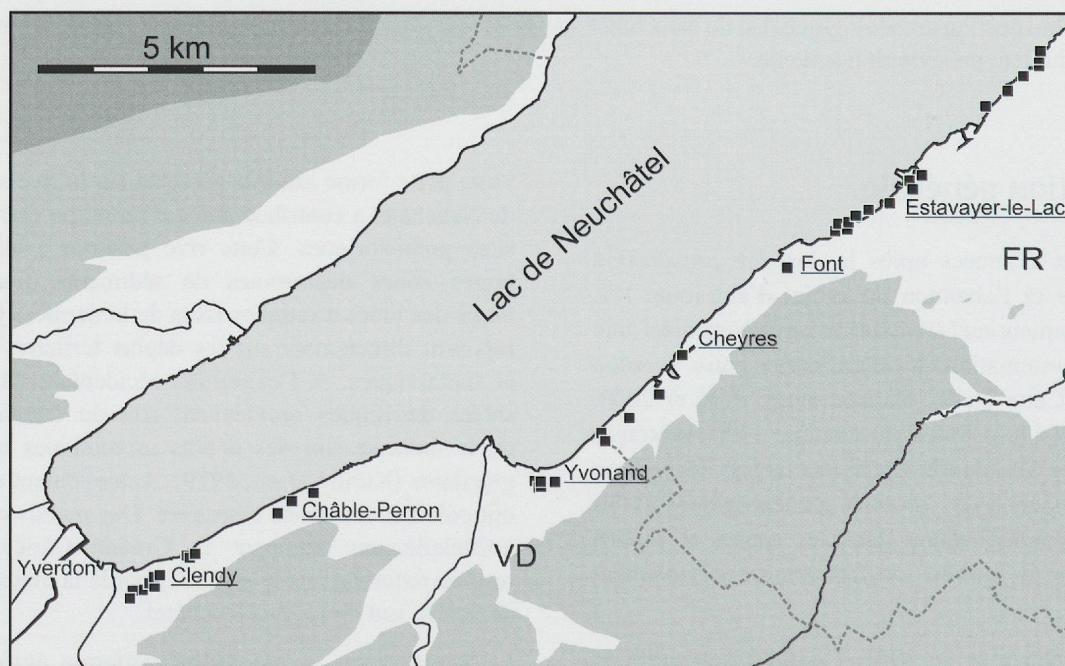 5 km
Lac de Neuchâtel
Estavayer-le-Lac
FR
Font
Cheyres
Yvonand
Châble-Perron
VD
Yverdon
Clendy